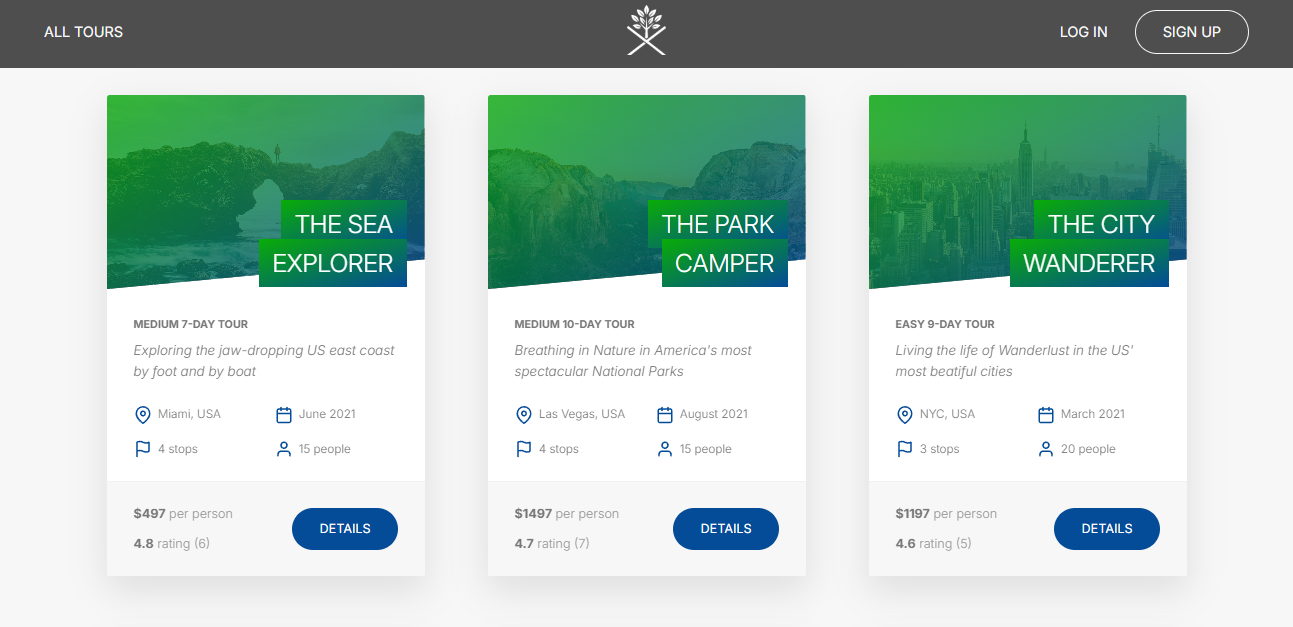 ALL TOURS
LOG IN
SIGN UP
THE SEA
EXPLORER
MEDIUM 7-DAY TOUR
Exploring the jaw-dropping US east coast
by foot and by boat
Miami, USA
June 2021
4 stops
15 people
$497 per person
4.8 rating (6)
DETAILS
THE PARK
CAMPER
MEDIUM 10-DAY TOUR
Breathing in Nature in America's most
spectacular National Parks
Las Vegas, USA
August 2021
4 stops
15 people
$1497 per person
4.7 rating (7)
DETAILS
THE CITY
WANDERER
EASY 9-DAY TOUR
Living the life of Wanderlust in the US'
most beatiful cities
NYC, USA
March 2021
3 stops
20 people
$1197 per person
4.6 rating (5)
DETAILS